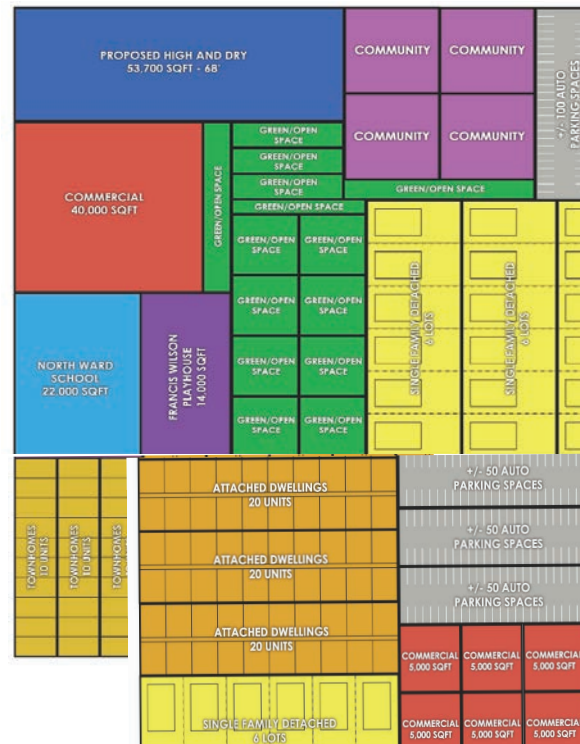 PROPOSED HIGH AND DRY
53,700 SQFT - 68'
COMMUNITY
COMMUNITY
COMMUNITY
COMMUNITY
+/- 100 AUTO
PARKING SPACES
COMMERCIAL
40,000 SQFT
GREEN/OPEN SPACE
GREEN/OPEN
SPACE
GREEN/OPEN
SPACE
GREEN/OPEN
SPACE
GREEN/OPEN SPACE
GREEN/OPEN SPACE
GREEN/OPEN
SPACE
GREEN/OPEN
SPACE
GREEN/OPEN
SPACE
GREEN/OPEN
SPACE
GREEN/OPEN
SPACE
GREEN/OPEN
SPACE
GREEN/OPEN
SPACE
GREEN/OPEN
SPACE
SINGLE FAMILY DETACHED
6 LOTS
SINGLE FAMILY DETACHED
6 LOTS
NORTH WARD
SCHOOL
22,000 SQFT
FRANCIS WILSON
PLAYHOUSE
14,000 SQFT
TOWNHOMES
10 UNITS
TOWNHOMES
10 UNITS
TOWNHOMES
ATTACHED DWELLINGS
20 UNITS
ATTACHED DWELLINGS
20 UNITS
ATTACHED DWELLINGS
20 UNITS
SINGLE FAMILY DETACHED
6 LOTS
+/- 50 AUTO
PARKING SPACES
+/- 50 AUTO
PARKING SPACES
+/- 50 AUTO
PARKING SPACES
COMMERCIAL
5,000 SQFT
COMMERCIAL
5,000 SQFT
COMMERCIAL
5,000 SQFT
COMMERCIAL
5,000 SQFT
COMMERCIAL
5,000 SQFT
COMMERCIAL
5,000 SQFT